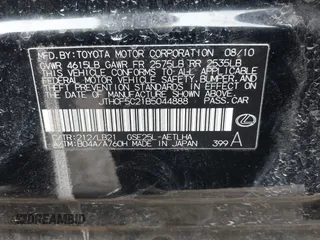 MFD. BY: TOYOTA MOTOR CORPORATION 08/10
GVWR 4615LB GAWR FR 2575LB RR 2535LB
THIS VEHICLE CONFORMS TO ALL APPLICABLE
FEDERAL MOTOR VEHICLE SAFETY, BUMPER, AND
THEFT PREVENTION STANDARDS IN EFFECT ON
THE DATE OF MANUFACTURE SHOWN ABOVE.
JTHCF5C21B5044888 PASS.CAR
C/TR:212/LB21 GSE25L-AETLHA
A/TM:B04A/A760H MADE IN JAPAN 399 A
DREAMBID